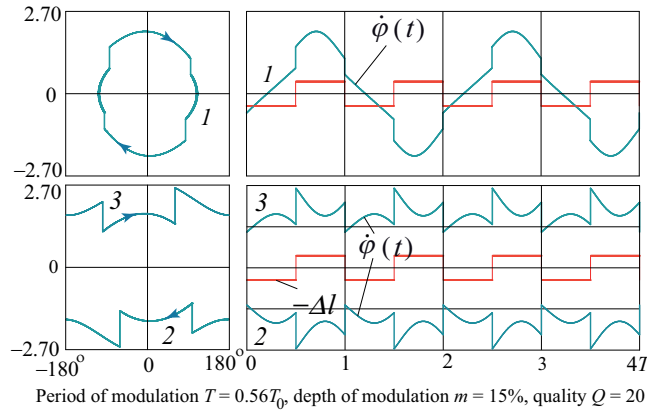 2.70
0
−2.70
1
1
φ̇(t)
2.70
0
−2.70
3
2
3
φ̇(t)
−Δl
2
−180° 0 180° 0 1 2 3 4T
Period of modulation T = 0.56T₀, depth of modulation m = 15%, quality Q = 20